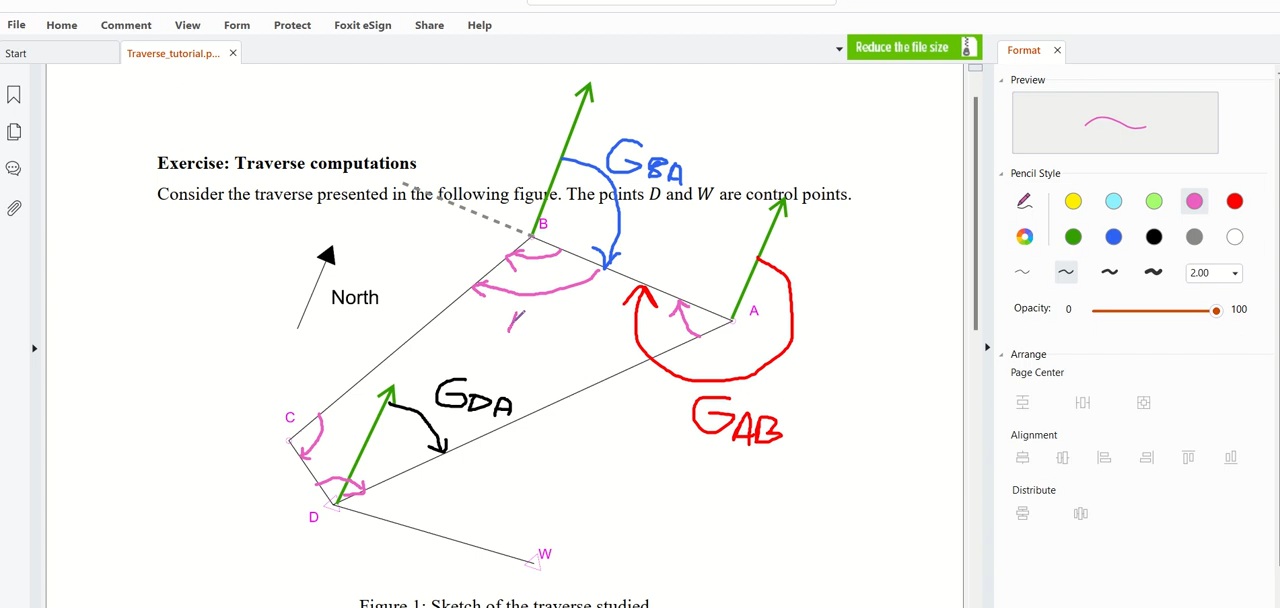 File Home Comment View Form Protect Foxit eSign Share Help
Start
Traverse_tutorial.p... ×
Reduce the file size
Format ×
Preview
Exercise: Traverse computations
Consider the traverse presented in the following figure. The points D and W are control points.
Pencil Style
2.00
Opacity: 0 100
Arrange
Page Center
Alignment
Distribute
GBA
B
North
A
GDA
GAB
C
D
W
Figure 1: Sketch of the traverse studied